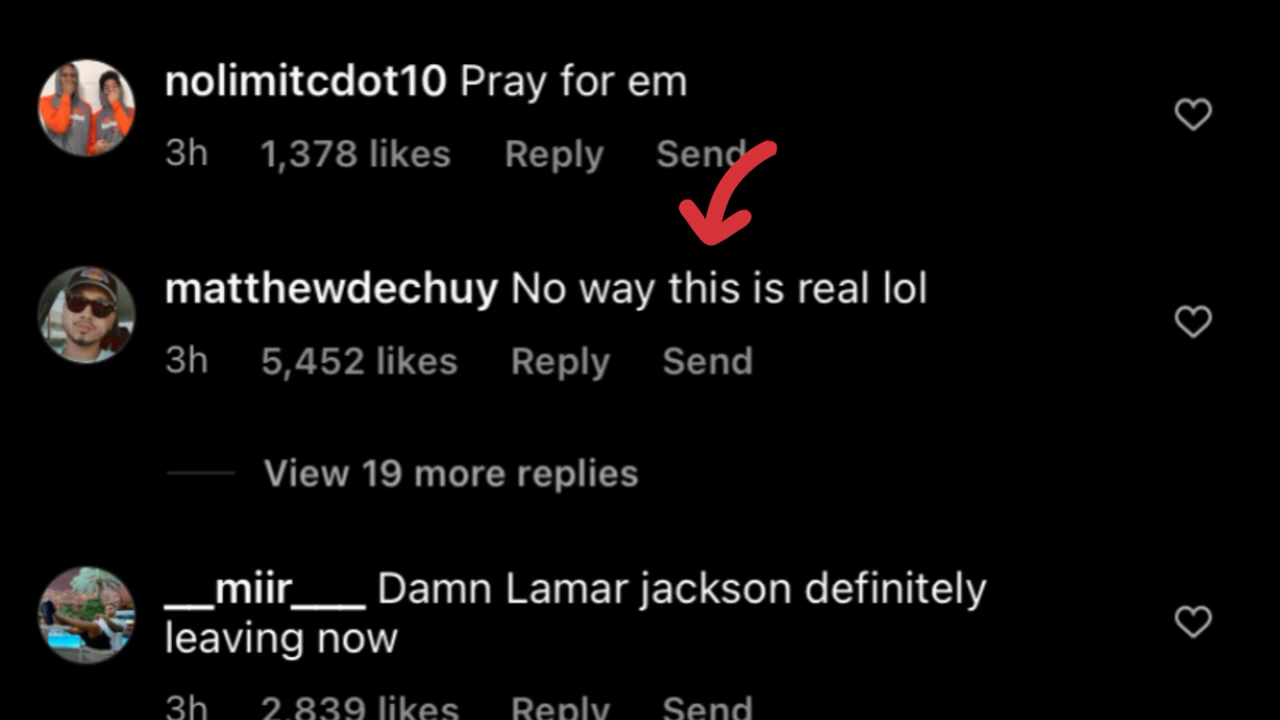 nolimitcdot10 Pray for em
3h 1,378 likes Reply Send
matthewdechuy No way this is real lol
3h 5,452 likes Reply Send
View 19 more replies
__miir___ Damn Lamar jackson definitely
leaving now
3h 2,839 likes Reply Send